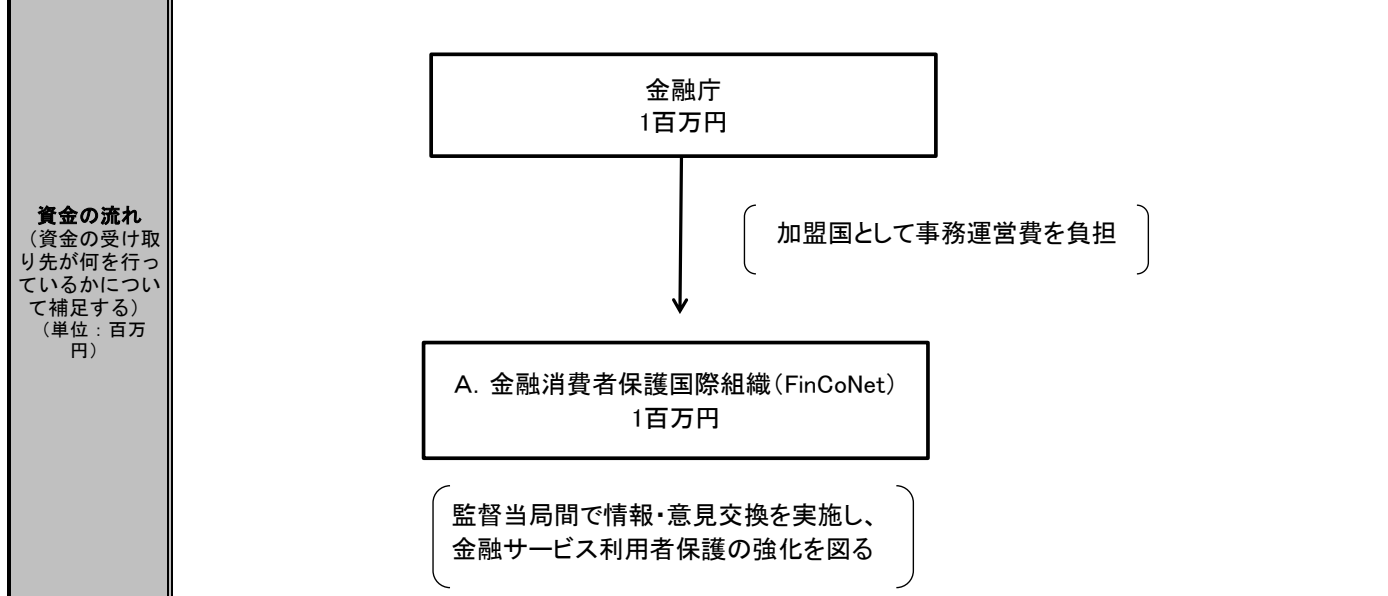 資金の流れ
（資金の受け取
り先が何を行っ
ているかについ
て補足する）
（単位：百万
円）
金融庁
1百万円
加盟国として事務運営費を負担
A．金融消費者保護国際組織（FinCoNet）
1百万円
監督当局間で情報・意見交換を実施し、
金融サービス利用者保護の強化を図る